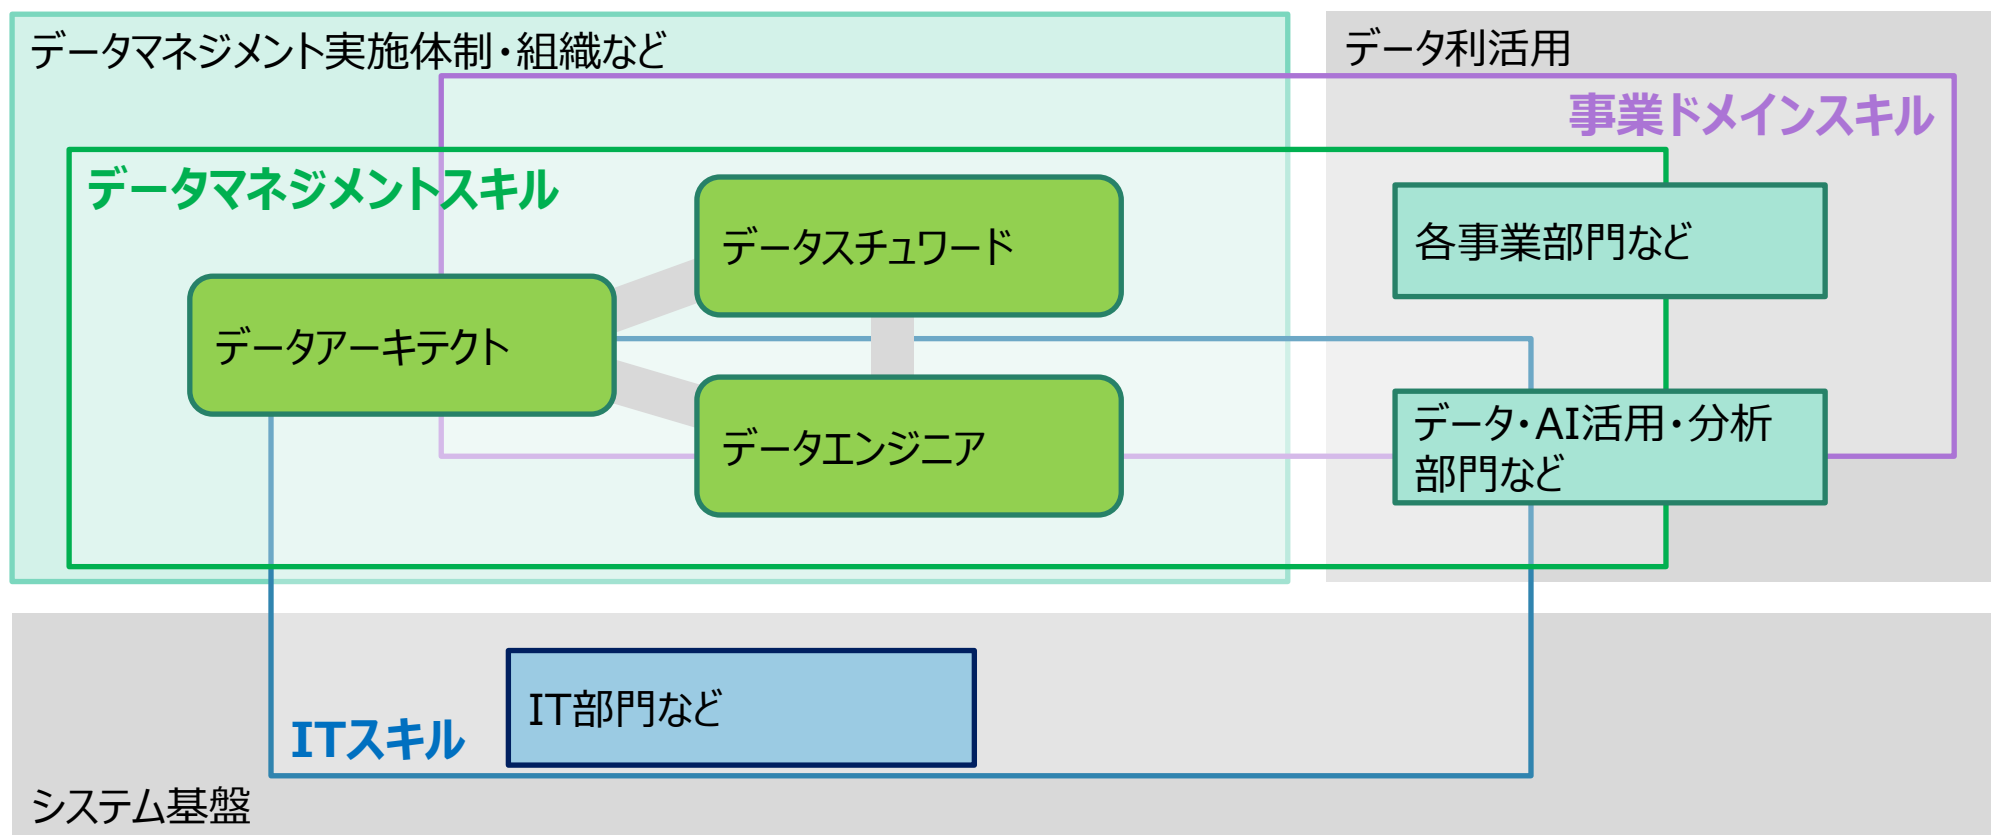 データマネジメント実施体制・組織など
データ利活用
事業ドメインスキル
データマネジメントスキル
データスチュワード
各事業部門など
データアーキテクト
データ・AI活用・分析
部門など
データエンジニア
IT部門など
ITスキル
システム基盤